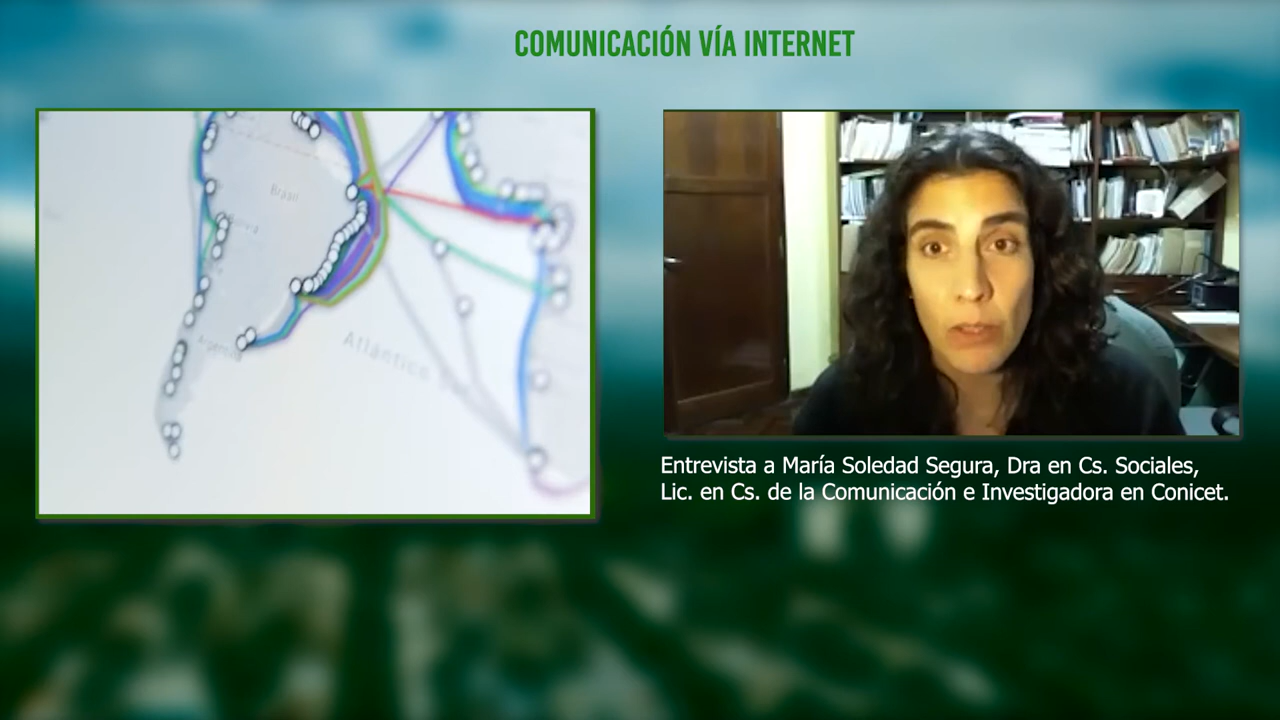 COMUNICACIÓN VÍA INTERNET
Brasil
Argentina
Atlántico
Entrevista a María Soledad Segura, Dra en Cs. Sociales,
Lic. en Cs. de la Comunicación e Investigadora en Conicet.